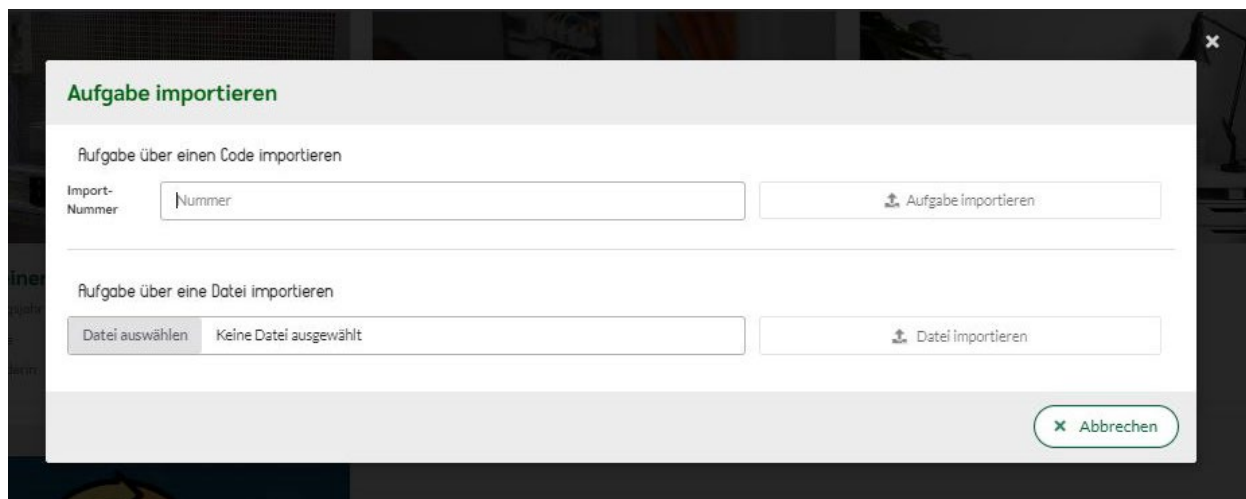 Aufgabe importieren
Aufgabe über einen Code importieren
Import-
Nummer
Nummer
Aufgabe importieren
Aufgabe über eine Datei importieren
Datei auswählen Keine Datei ausgewählt
Datei importieren
Abbrechen